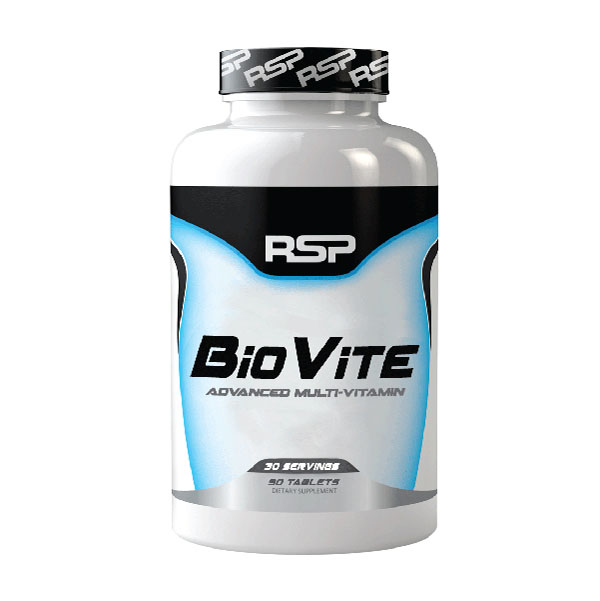 RSP RSP RSP
RSP
BioVite
ADVANCED MULTI-VITAMIN
30 SERVINGS
90 TABLETS
DIETARY SUPPLEMENT